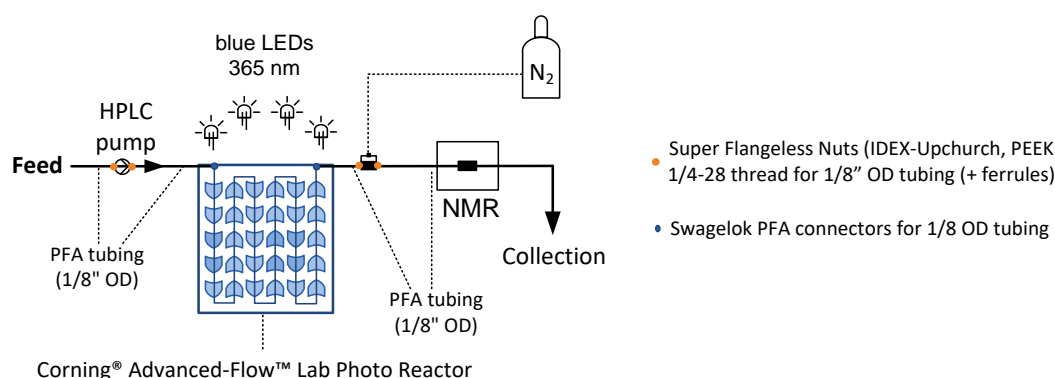 blue LEDs
365 nm
N2
HPLC
pump
Feed
NMR
Collection
PFA tubing
(1/8" OD)
PFA tubing
(1/8" OD)
Corning® Advanced-Flow™ Lab Photo Reactor
Super Flangeless Nuts (IDEX-Upchurch, PEEK
1/4-28 thread for 1/8” OD tubing (+ ferrules)
Swagelok PFA connectors for 1/8 OD tubing